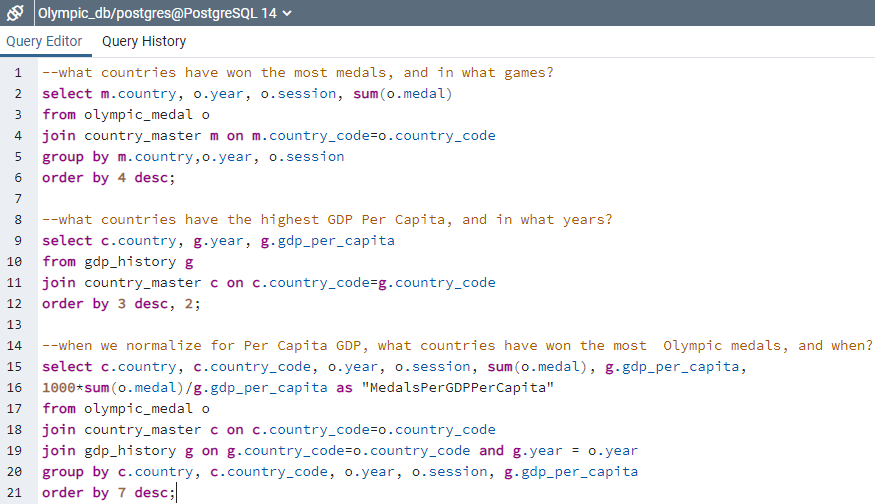 Olympic_db/postgres@PostgreSQL 14
Query Editor Query History
1 --what countries have won the most medals, and in what games?
2 select m.country, o.year, o.session, sum(o.medal)
3 from olympic_medal o
4 join country_master m on m.country_code=o.country_code
5 group by m.country,o.year, o.session
6 order by 4 desc;
7
8 --what countries have the highest GDP Per Capita, and in what years?
9 select c.country, g.year, g.gdp_per_capita
10 from gdp_history g
11 join country_master c on c.country_code=g.country_code
12 order by 3 desc, 2;
13
14 --when we normalize for Per Capita GDP, what countries have won the most  Olympic medals, and when?
15 select c.country, c.country_code, o.year, o.session, sum(o.medal), g.gdp_per_capita,
16 1000*sum(o.medal)/g.gdp_per_capita as "MedalsPerGDPPerCapita"
17 from olympic_medal o
18 join country_master c on c.country_code=o.country_code
19 join gdp_history g on g.country_code=o.country_code and g.year = o.year
20 group by c.country, c.country_code, o.year, o.session, g.gdp_per_capita
21 order by 7 desc;